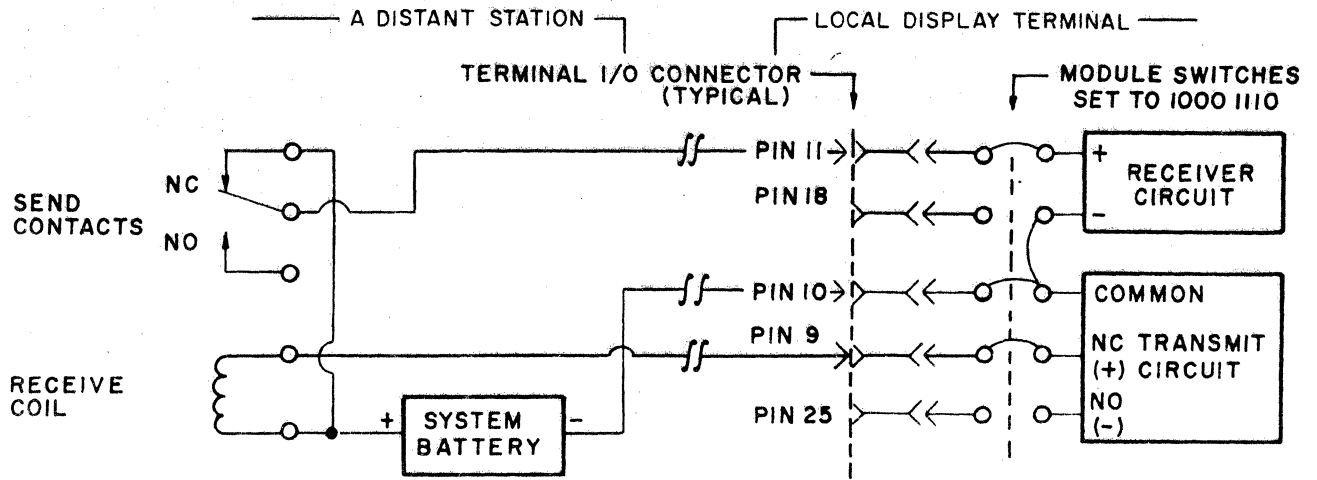 A DISTANT STATION
LOCAL DISPLAY TERMINAL
TERMINAL I/O CONNECTOR
(TYPICAL)
MODULE SWITCHES
SET TO 1000 1110
SEND
CONTACTS
NC
NO
PIN 11
PIN 18
PIN 10
PIN 9
PIN 25
+
-
RECEIVER
CIRCUIT
COMMON
NC TRANSMIT
(+) CIRCUIT
NO
(-)
RECEIVE
COIL
+
SYSTEM
BATTERY
-